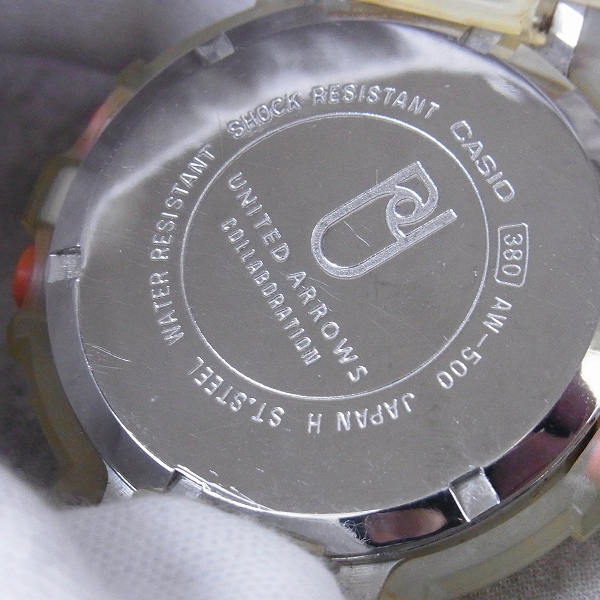 CASIO 380 AW-500 JAPAN H ST.STEEL WATER RESISTANT SHOCK RESISTANT
UNITED ARROWS
COLLABORATION